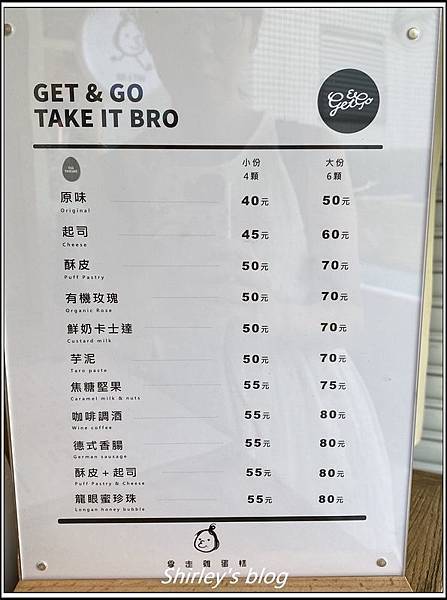 GET & GO
TAKE IT BRO
Get & Go
小份 大份
4顆 6顆
原味 40元 50元
Original
起司 45元 60元
Cheese
酥皮 50元 70元
Puff Pastry
有機玫瑰 50元 70元
Organic Rose
鮮奶卡士達 50元 70元
Custard milk
芋泥 50元 70元
Taro paste
焦糖堅果 55元 75元
Caramel milk & nuts
咖啡調酒 55元 80元
Wine coffee
德式香腸 55元 80元
German sausage
酥皮+起司 55元 80元
Puff Pastry & Cheese
龍眼蜜珍珠 55元 80元
Longan honey bubble
拿走雞蛋糕
Shirley's blog